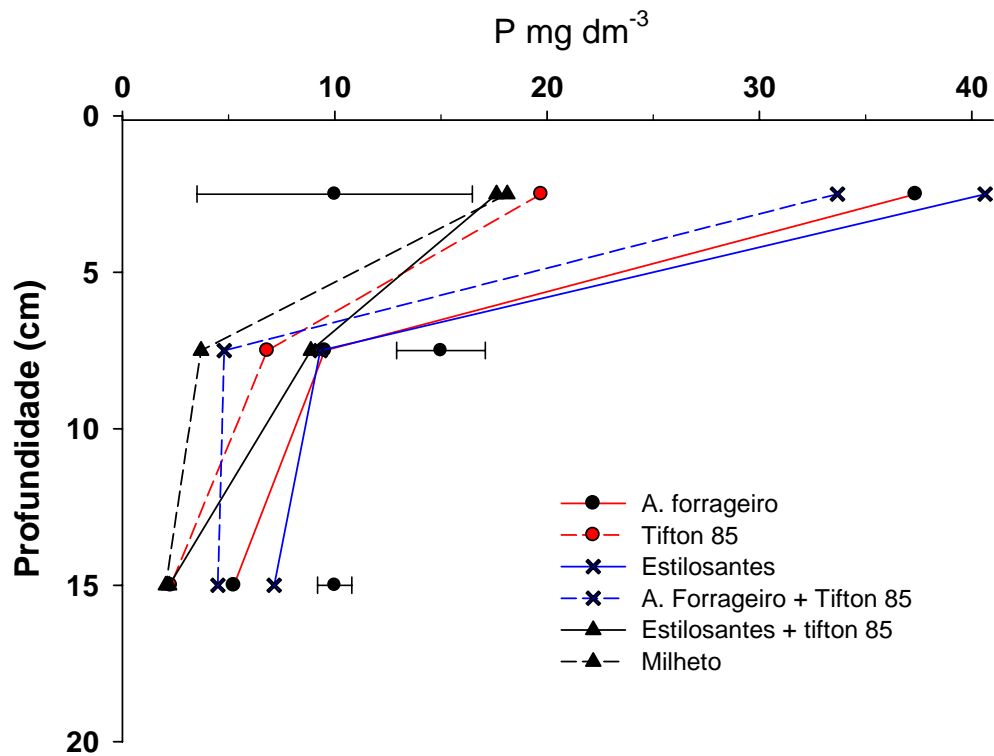 P mg dm-3
0 10 20 30 40
0
5
10
15
20
Profundidade (cm)
A. forrageiro
Tifton 85
Estilosantes
A. Forrageiro + Tifton 85
Estilosantes + tifton 85
Milheto